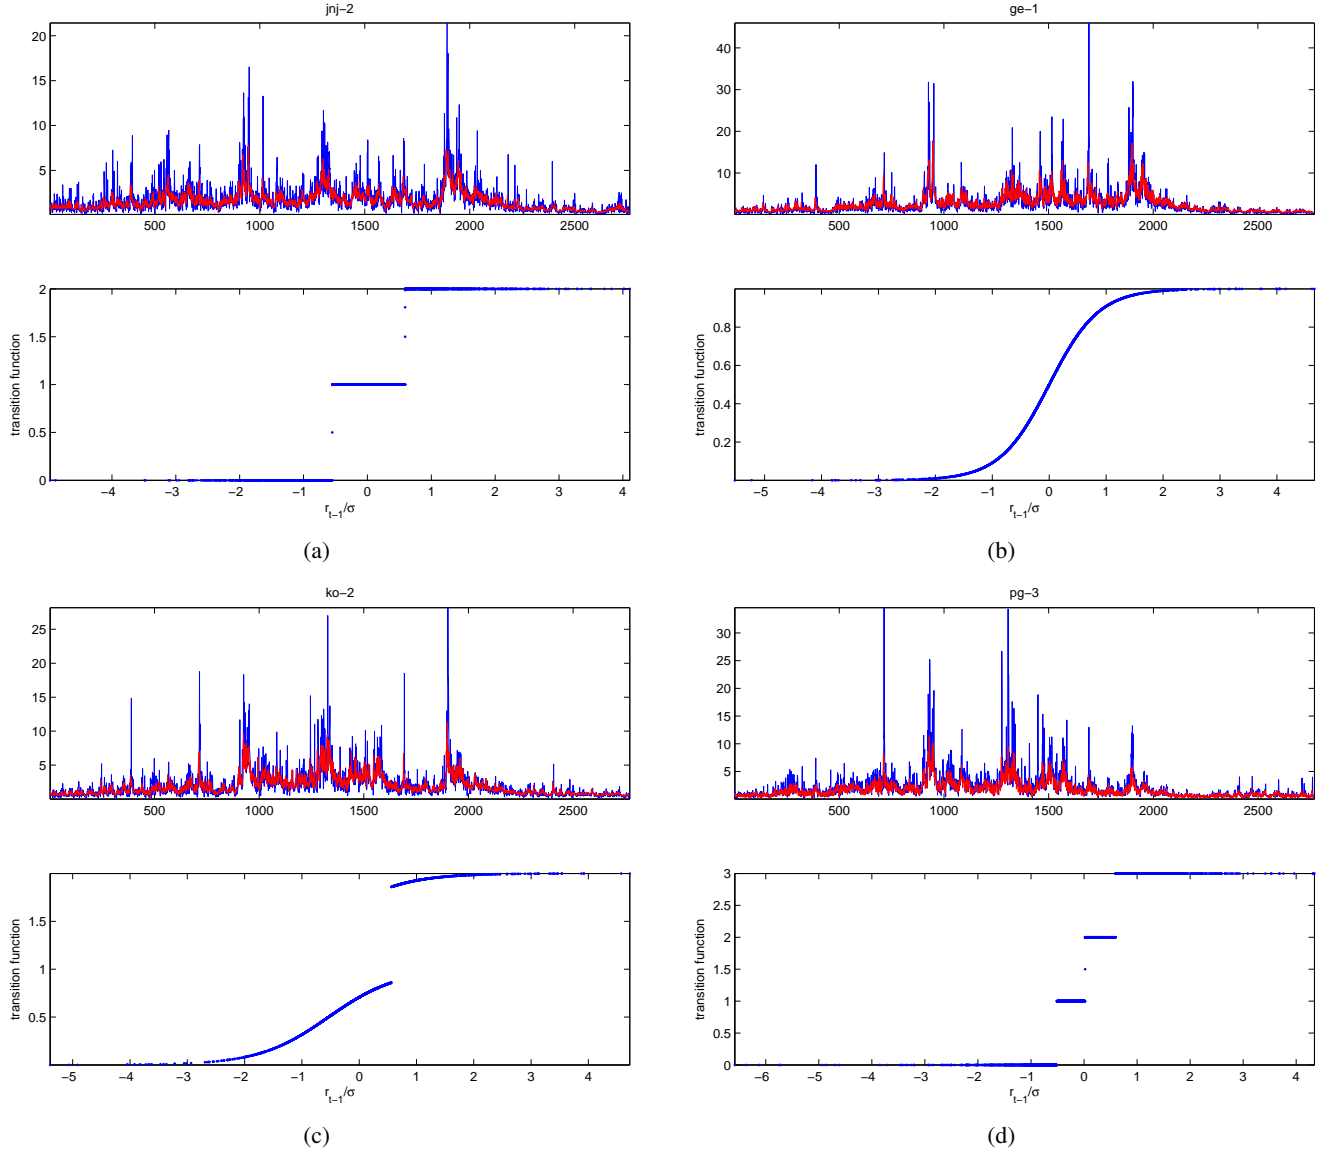 jnj−2
20
15
10
5
500 1000 1500 2000 2500
2
1.5
1
0.5
0
transition function
−4 −3 −2 −1 0 1 2 3 4
r_{t−1}/σ
(a)
ge−1
40
30
20
10
500 1000 1500 2000 2500
0.8
0.6
0.4
0.2
transition function
−5 −4 −3 −2 −1 0 1 2 3 4
r_{t−1}/σ
(b)
ko−2
25
20
15
10
5
500 1000 1500 2000 2500
1.5
1
0.5
transition function
−5 −4 −3 −2 −1 0 1 2 3 4
r_{t−1}/σ
(c)
pg−3
30
25
20
15
10
5
500 1000 1500 2000 2500
3
2.5
2
1.5
1
0.5
0
transition function
−6 −5 −4 −3 −2 −1 0 1 2 3 4
r_{t−1}/σ
(d)